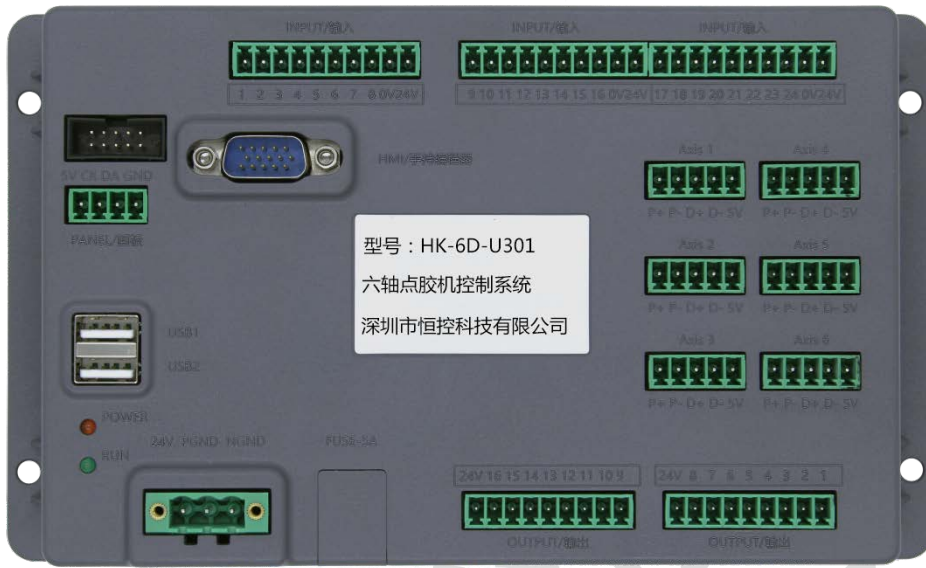 INPUT/输入
INPUT/输入
INPUT/输入
1 2 3 4 5 6 7 8 0V24V
9 10 11 12 13 14 15 16 0V24V
17 18 19 20 21 22 23 24 0V24V
5V CK DA GND
PANEL/面板
Axis 1
Axis 4
P+ P- D+ D- 5V
P+ P- D+ D- 5V
型号：HK-6D-U301
六轴点胶机控制系统
深圳市恒控科技有限公司
Axis 2
Axis 5
P+ P- D+ D- 5V
P+ P- D+ D- 5V
USB1
USB2
Axis 3
Axis 6
P+ P- D+ D- 5V
P+ P- D+ D- 5V
POWER
RUN
24V PGND NGND
FUSE-5A
24V 16 15 14 13 12 11 10 9
24V 8 7 6 5 4 3 2 1
OUTPUT/输出
OUTPUT/输出